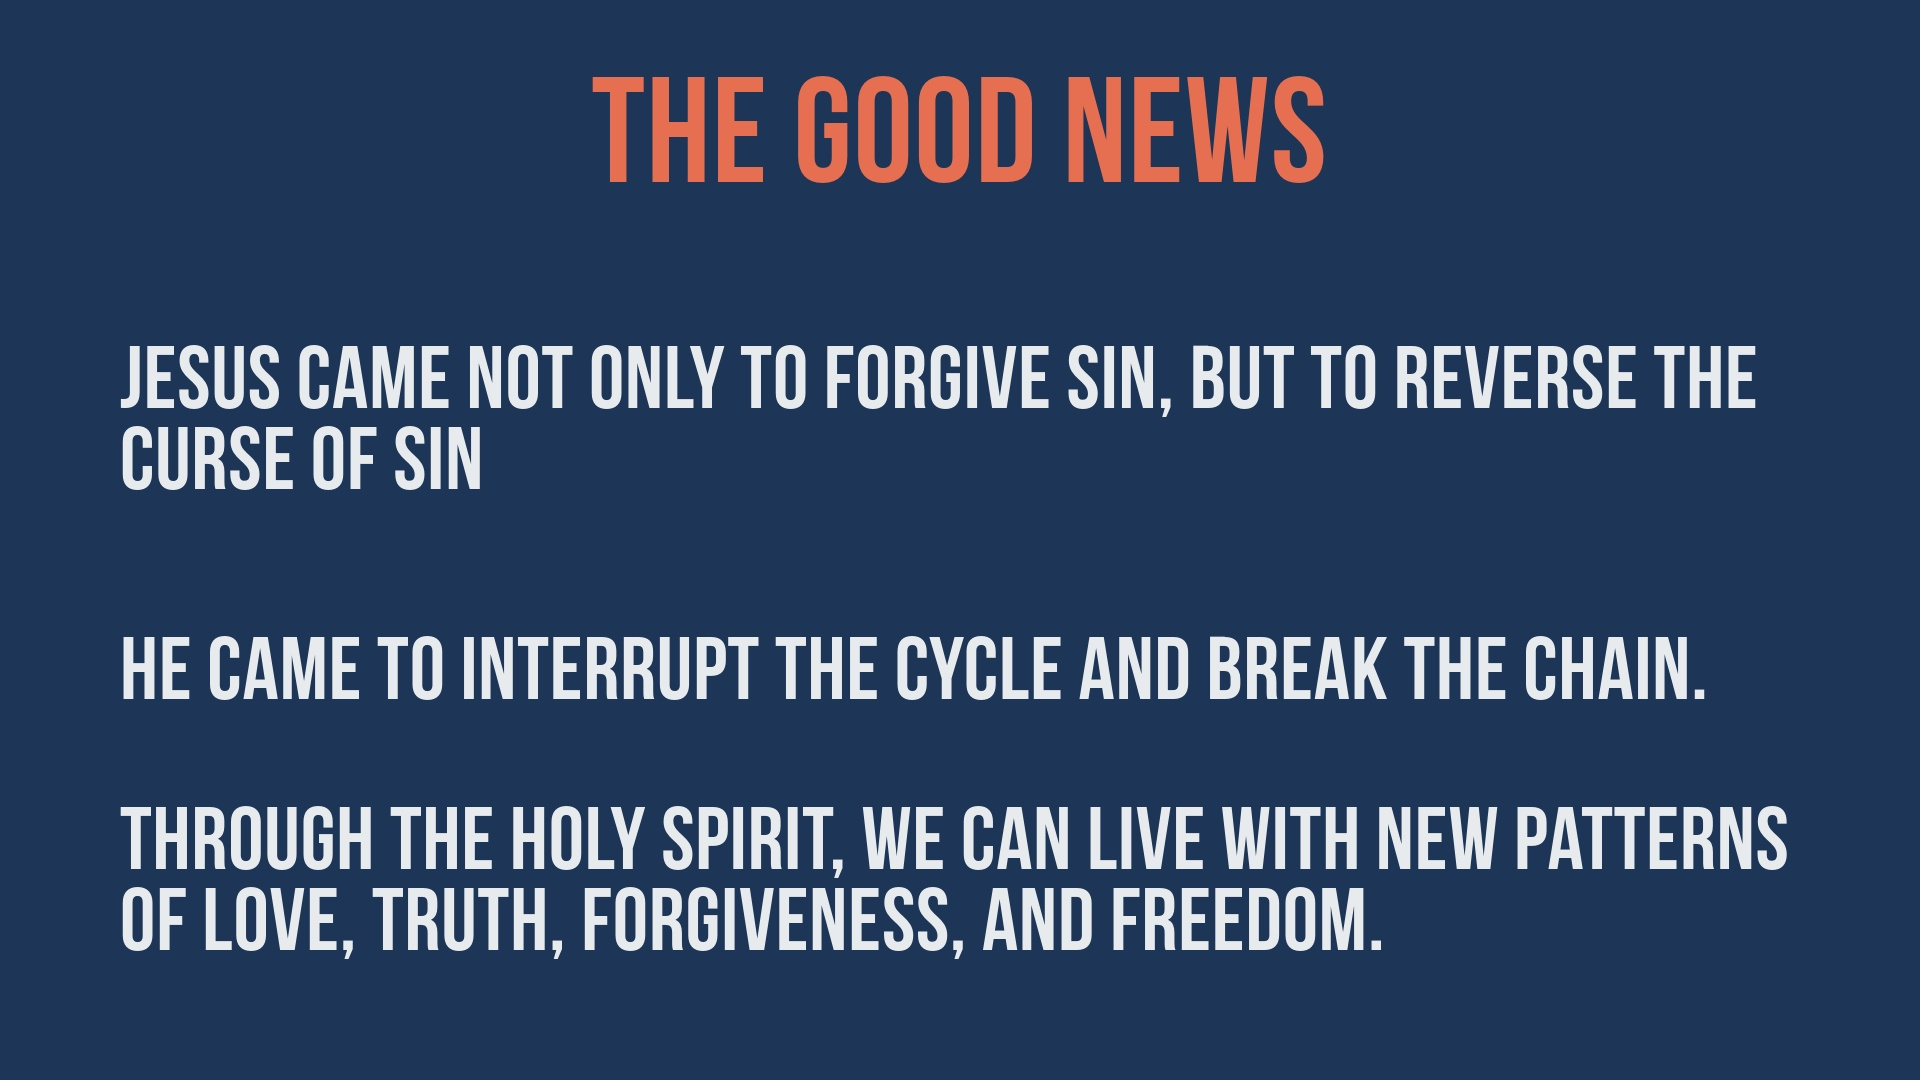 THE GOOD NEWS
JESUS CAME NOT ONLY TO FORGIVE SIN, BUT TO REVERSE THE
CURSE OF SIN
HE CAME TO INTERRUPT THE CYCLE AND BREAK THE CHAIN.
THROUGH THE HOLY SPIRIT, WE CAN LIVE WITH NEW PATTERNS
OF LOVE, TRUTH, FORGIVENESS, AND FREEDOM.